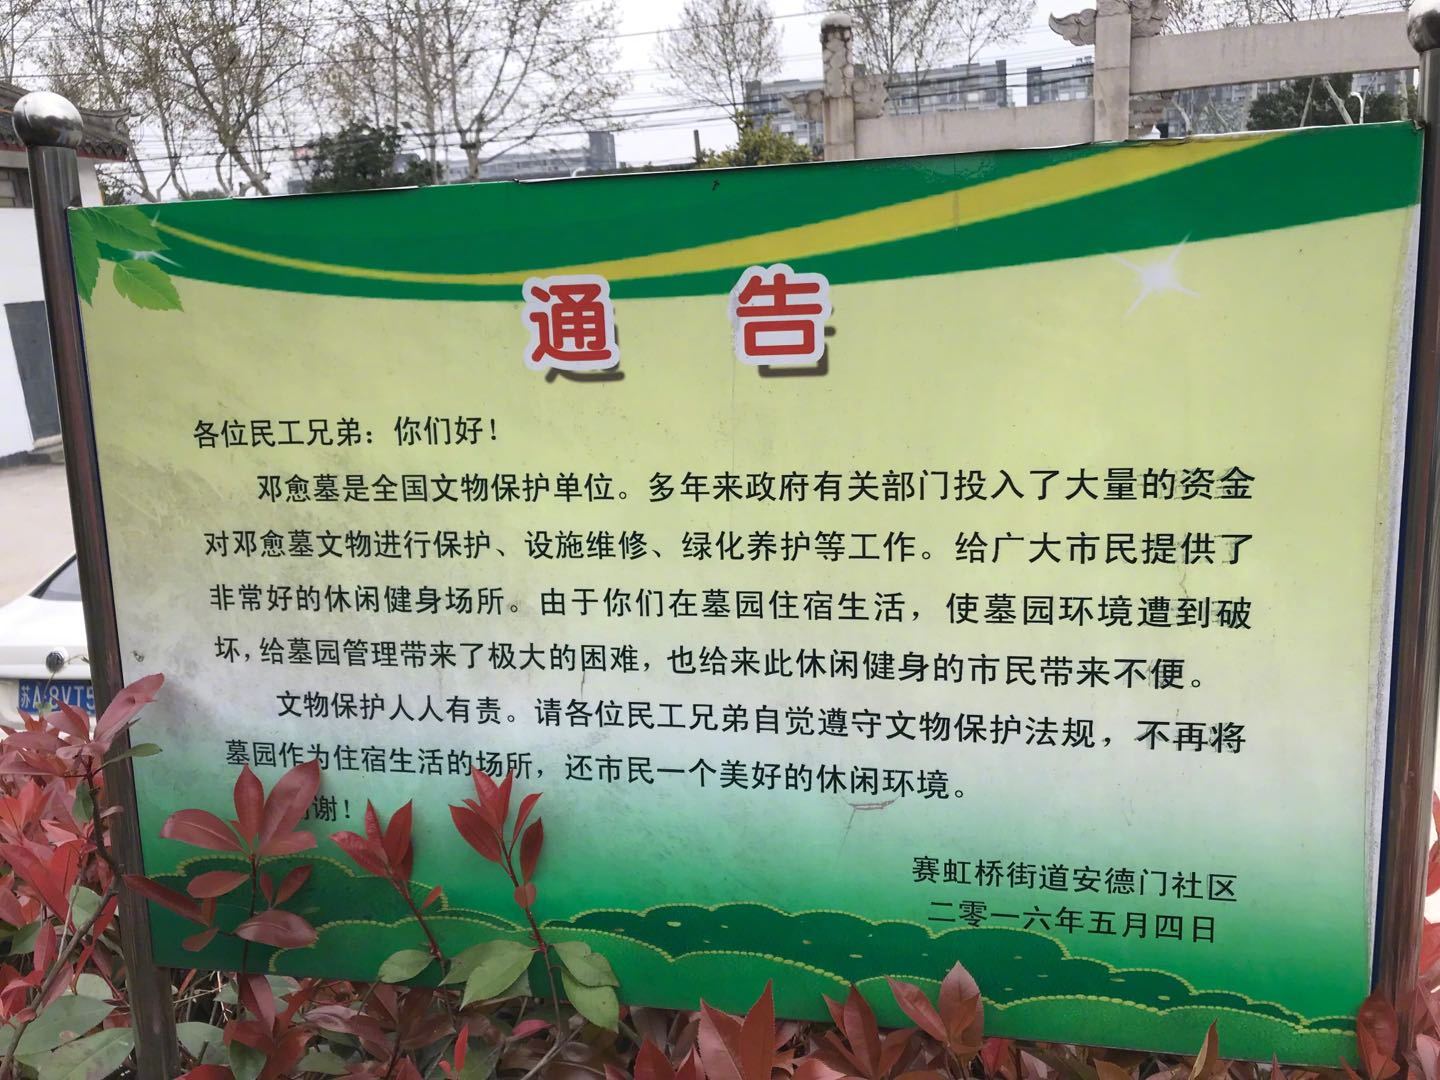 通 告
各位民工兄弟：你们好！
邓愈墓是全国文物保护单位。多年来政府有关部门投入了大量的资金
对邓愈墓文物进行保护、设施维修、绿化养护等工作。给广大市民提供了
非常好的休闲健身场所。由于你们在墓园住宿生活，使墓园环境遭到破
坏，给墓园管理带来了极大的困难，也给来此休闲健身的市民带来不便。
文物保护人人有责。请各位民工兄弟自觉遵守文物保护法规，不再将
墓园作为住宿生活的场所，还市民一个美好的休闲环境。
谢！
赛虹桥街道安德门社区
二零一六年五月四日
苏A·8VT5